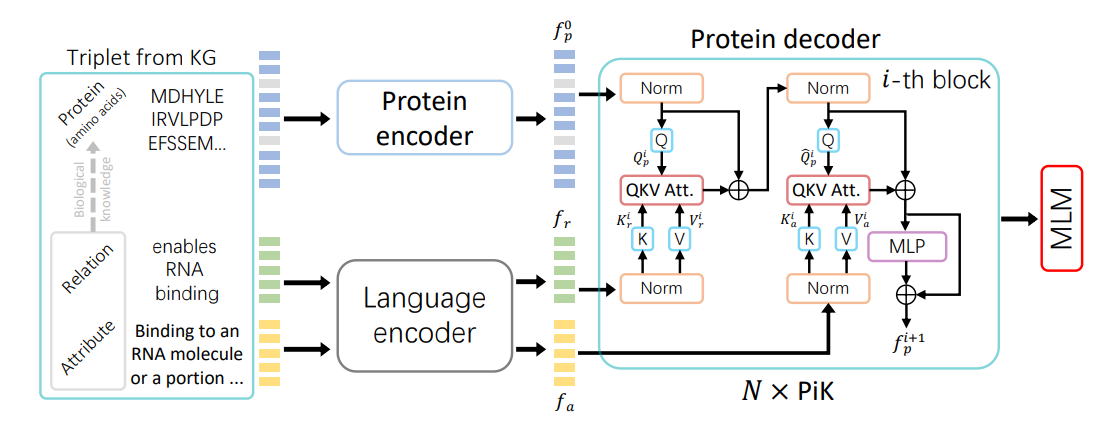 Triplet from KG
Protein
(amino acids)
MDHYLE
IRVLPDP
EFSSEM...
Biological
knowledge
Relation
enables
RNA
binding
Attribute
Binding to an
RNA molecule
or a portion ...
Protein
encoder
Language
encoder
f_p^0
f_r
f_a
Protein decoder
i-th block
Norm
Q
Q_p^i
QKV Att.
K_r^i
V_r^i
K
V
Norm
Norm
Q
Q̂_p^i
QKV Att.
K_a^i
V_a^i
K
V
Norm
MLP
f_p^{i+1}
N × PiK
MLM